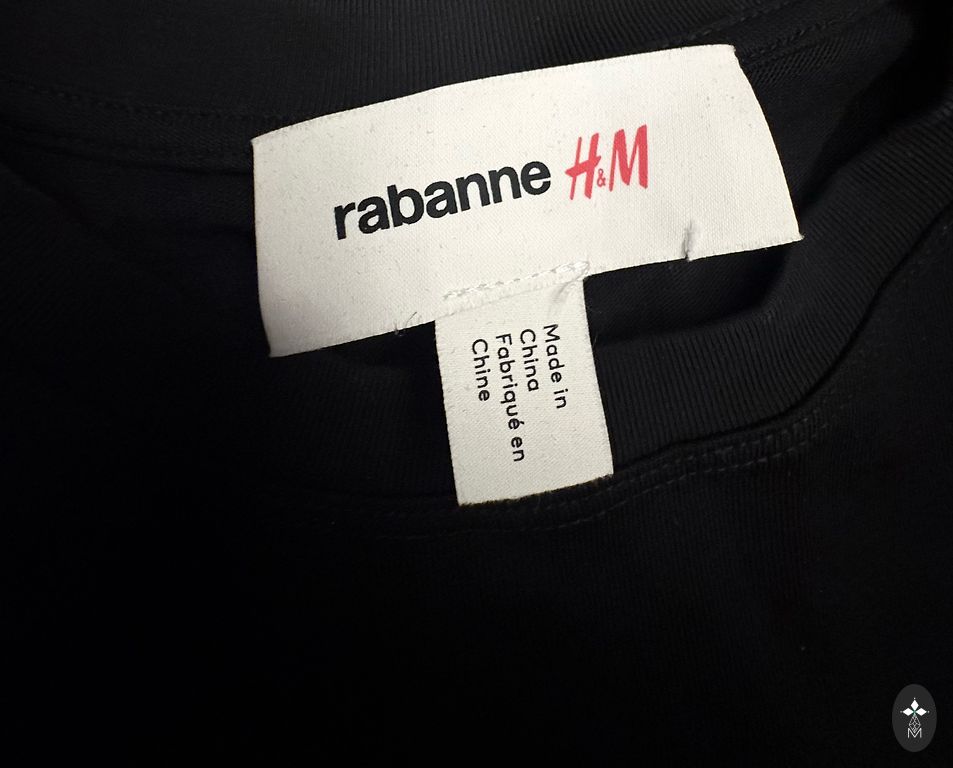 rabanne H&M
Made in
China
Fabriqué en
Chine
M